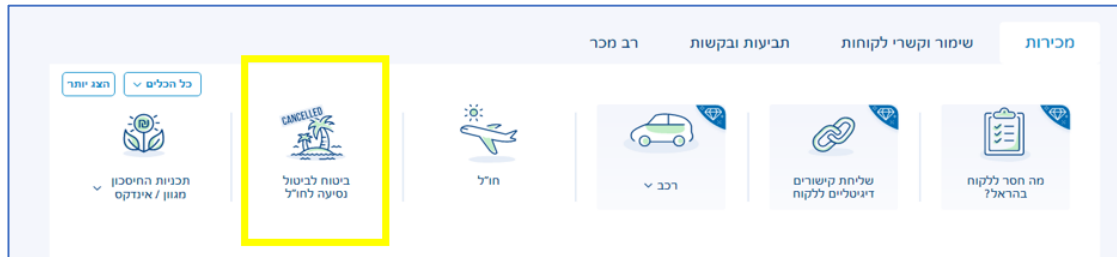 מכירות
שימור וקשרי לקוחות
תביעות ובקשות
רב מכר
כל הכלים
הצג יותר
מה חסר ללקוח
בהראל?
שליחת קישורים
דיגיטליים ללקוח
רכב
חו"ל
CANCELLED
ביטוח לביטול
נסיעה לחו"ל
תכניות החיסכון
מגוון / אינדקס